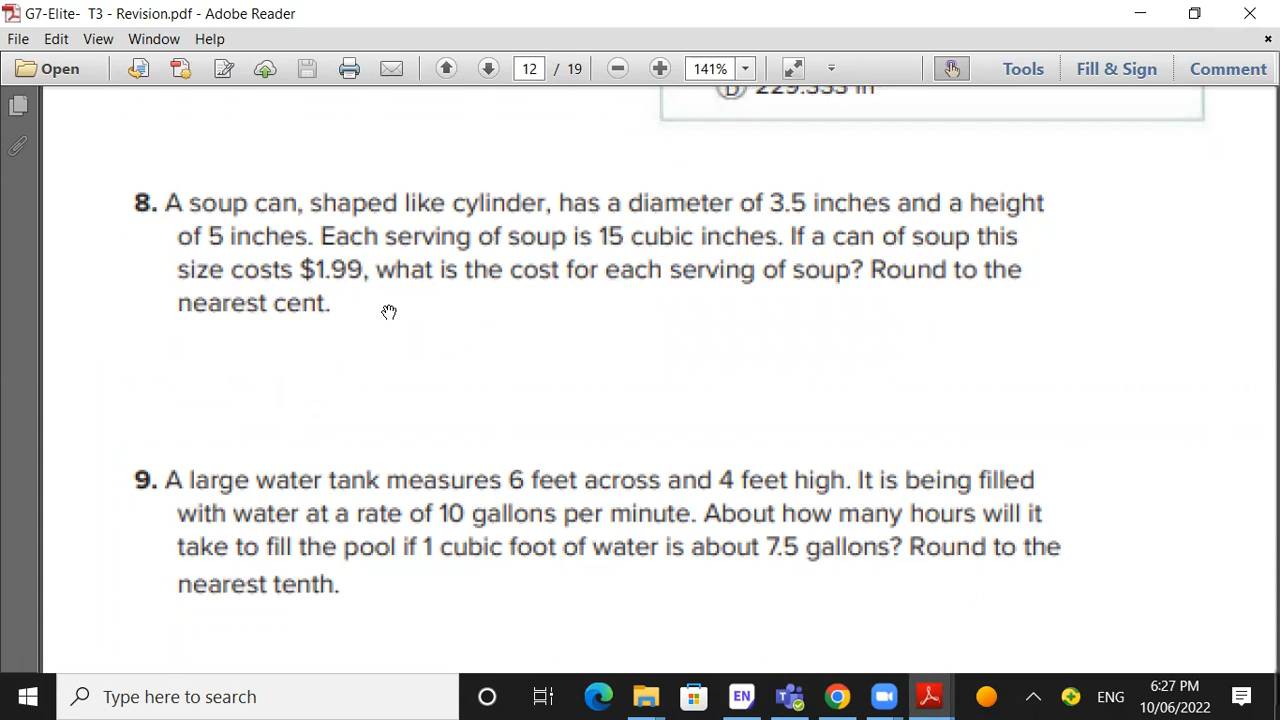 G7-Elite- T3 - Revision.pdf - Adobe Reader
File Edit View Window Help
Open 12 / 19 141% Tools Fill & Sign Comment
D 229.333 in
8. A soup can, shaped like cylinder, has a diameter of 3.5 inches and a height
of 5 inches. Each serving of soup is 15 cubic inches. If a can of soup this
size costs $1.99, what is the cost for each serving of soup? Round to the
nearest cent.
9. A large water tank measures 6 feet across and 4 feet high. It is being filled
with water at a rate of 10 gallons per minute. About how many hours will it
take to fill the pool if 1 cubic foot of water is about 7.5 gallons? Round to the
nearest tenth.
Type here to search
EN
ENG
6:27 PM
10/06/2022